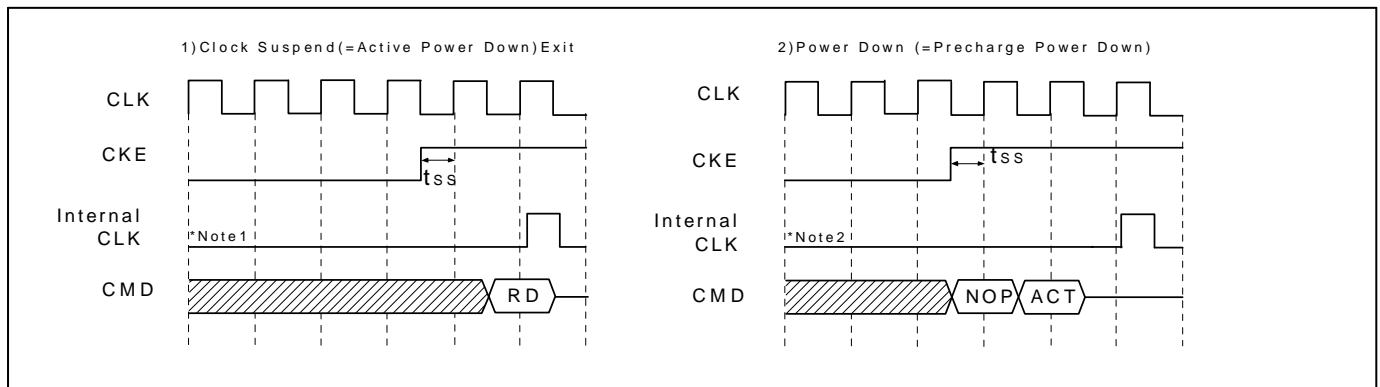 1)Clock Suspend(=Active Power Down)Exit
CLK
CKE
tss
Internal
CLK
*Note1
CMD
RD
2)Power Down (=Precharge Power Down)
CLK
CKE
tss
Internal
CLK
*Note2
CMD
NOP
ACT